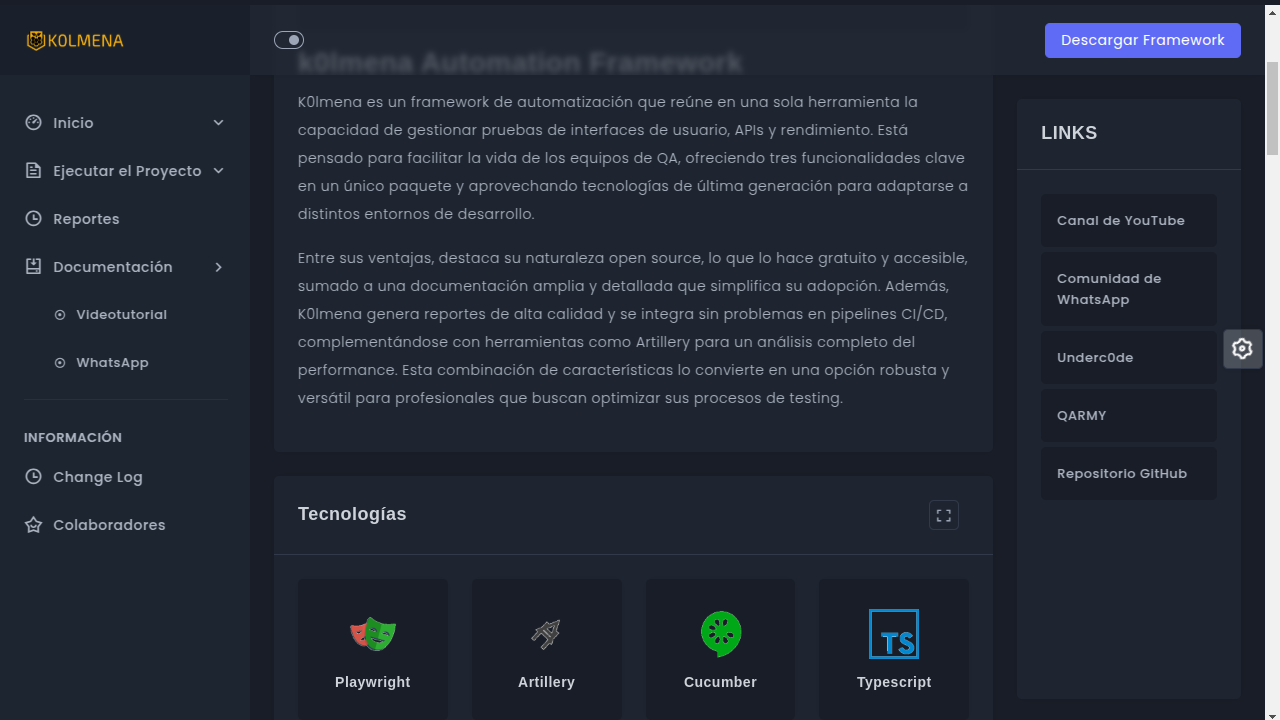 K0LMENA
Inicio
Ejecutar el Proyecto
Reportes
Documentación
Videotutorial
WhatsApp
INFORMACIÓN
Change Log
Colaboradores
Descargar Framework
k0lmena Automation Framework
K0lmena es un framework de automatización que reúne en una sola herramienta la
capacidad de gestionar pruebas de interfaces de usuario, APIs y rendimiento. Está
pensado para facilitar la vida de los equipos de QA, ofreciendo tres funcionalidades clave
en un único paquete y aprovechando tecnologías de última generación para adaptarse a
distintos entornos de desarrollo.
Entre sus ventajas, destaca su naturaleza open source, lo que lo hace gratuito y accesible,
sumado a una documentación amplia y detallada que simplifica su adopción. Además,
K0lmena genera reportes de alta calidad y se integra sin problemas en pipelines CI/CD,
complementándose con herramientas como Artillery para un análisis completo del
performance. Esta combinación de características lo convierte en una opción robusta y
versátil para profesionales que buscan optimizar sus procesos de testing.
Tecnologías
Playwright
Artillery
Cucumber
TS
Typescript
LINKS
Canal de YouTube
Comunidad de
WhatsApp
Underc0de
QARMY
Repositorio GitHub